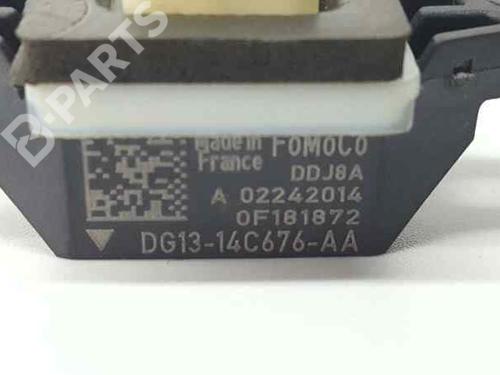 B-PARTS
Made in
France
FoMoCo
DDJ8A
A 02242014
0F181872
DG13-14C676-AA